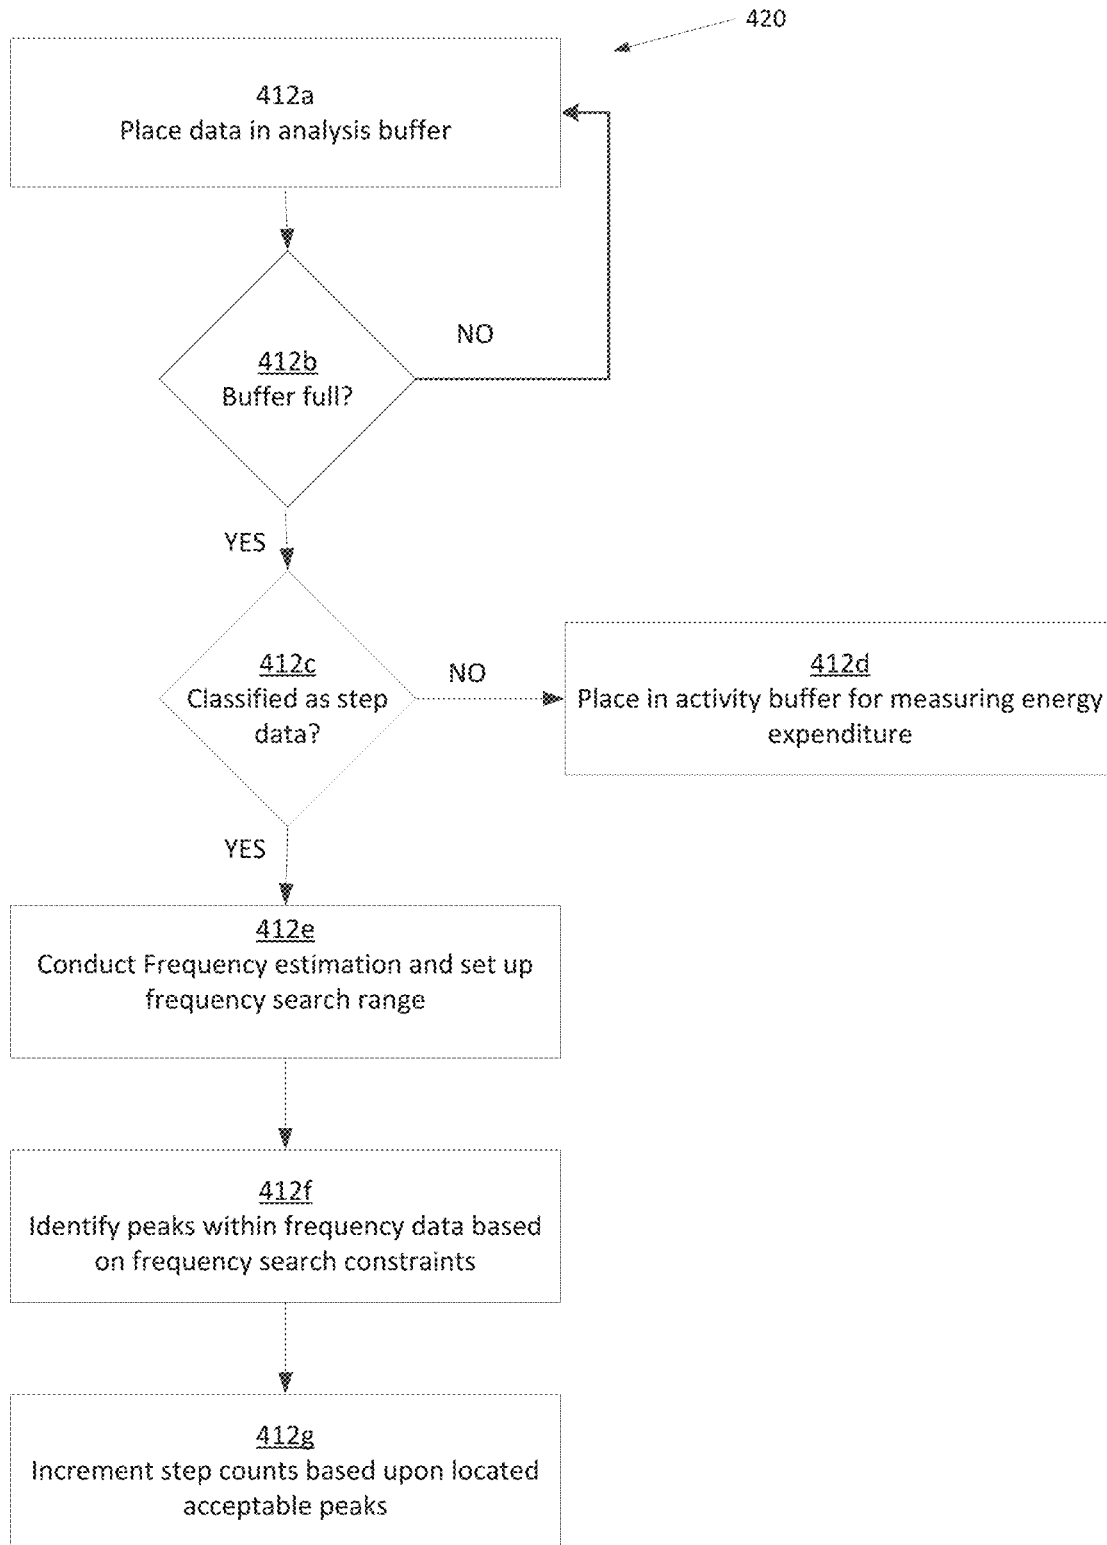 420
412a
Place data in analysis buffer
NO
412b
Buffer full?
YES
412c
Classified as step
data?
NO
412d
Place in activity buffer for measuring energy
expenditure
YES
412e
Conduct Frequency estimation and set up
frequency search range
412f
Identify peaks within frequency data based
on frequency search constraints
412g
Increment step counts based upon located
acceptable peaks